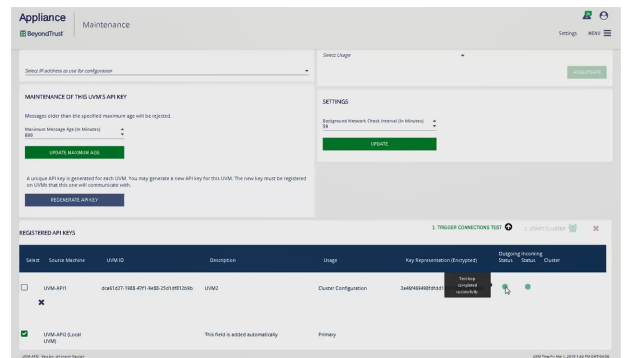 Appliance
Maintenance
BeyondTrust
Settings
MENU
Select Usage
Select IP address to use for configuration
MAINTENANCE OF THIS UVM'S API KEY
SETTINGS
Messages older than the specified maximum age will be rejected.
Maximum Message Age (In Minutes)
Background Network Check Interval (In Minutes)
UPDATE MAXIMUM AGE
UPDATE
A unique API key is generated for each UVM. You may generate a new API key for this UVM. The new key must be registered
on UVMs that this one will communicate with.
REGENERATE API KEY
REGISTERED API KEYS
1. TRIGGER CONNECTIONS TEST
2. START CLUSTER
Select
Source Machine
UVM ID
Description
Usage
Key Representation (Encrypted)
Outgoing Status
Incoming Status
Cluster
Test loop
completed
successfully.
UVM-API1
UVM2
Cluster Configuration
UVM-API2 (Local
UVM)
This field is added automatically
Primary